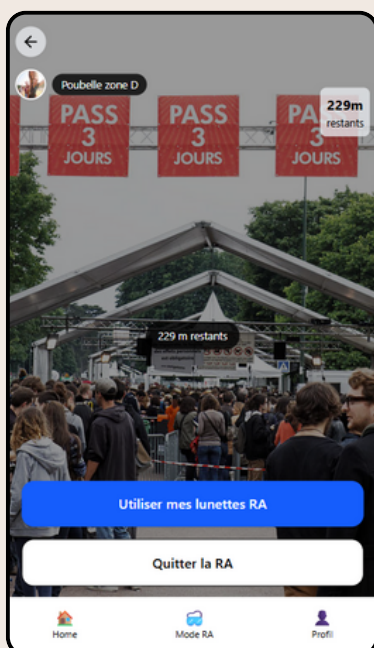 Poubelle zone D
229m
restants
PASS
3
JOURS
PASS
3
JOURS
PA
JOURS
229 m restants
Utiliser mes lunettes RA
Quitter la RA
Home
Mode RA
Profil